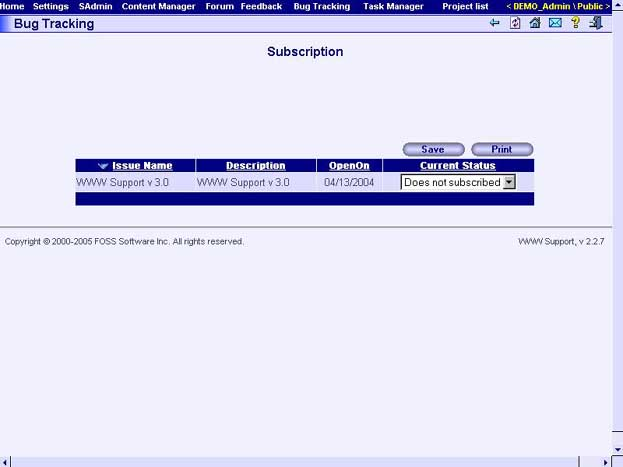 Home Settings SAdmin Content Manager Forum Feedback Bug Tracking Task Manager Project list < DEMO_Admin \ Public >
Bug Tracking
Subscription
Save Print
Issue Name Description OpenOn Current Status
WWW Support v 3.0 WWW Support v 3.0 04/13/2004 Does not subscribed
Copyright © 2000-2005 FOSS Software Inc. All rights reserved. WWW Support, v 2.2.7